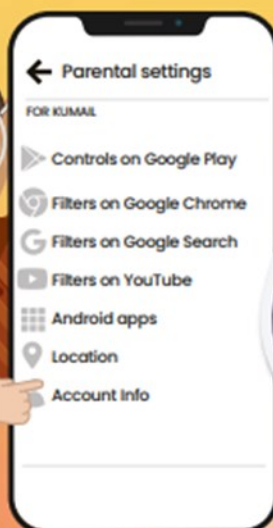 Parental settings
FOR KUMAIL
Controls on Google Play
Filters on Google Chrome
Filters on Google Search
Filters on YouTube
Android apps
Location
Account Info